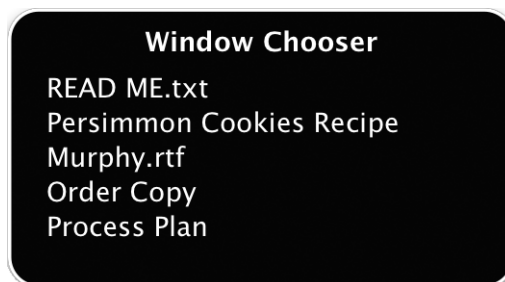 Window Chooser
READ ME.txt
Persimmon Cookies Recipe
Murphy.rtf
Order Copy
Process Plan